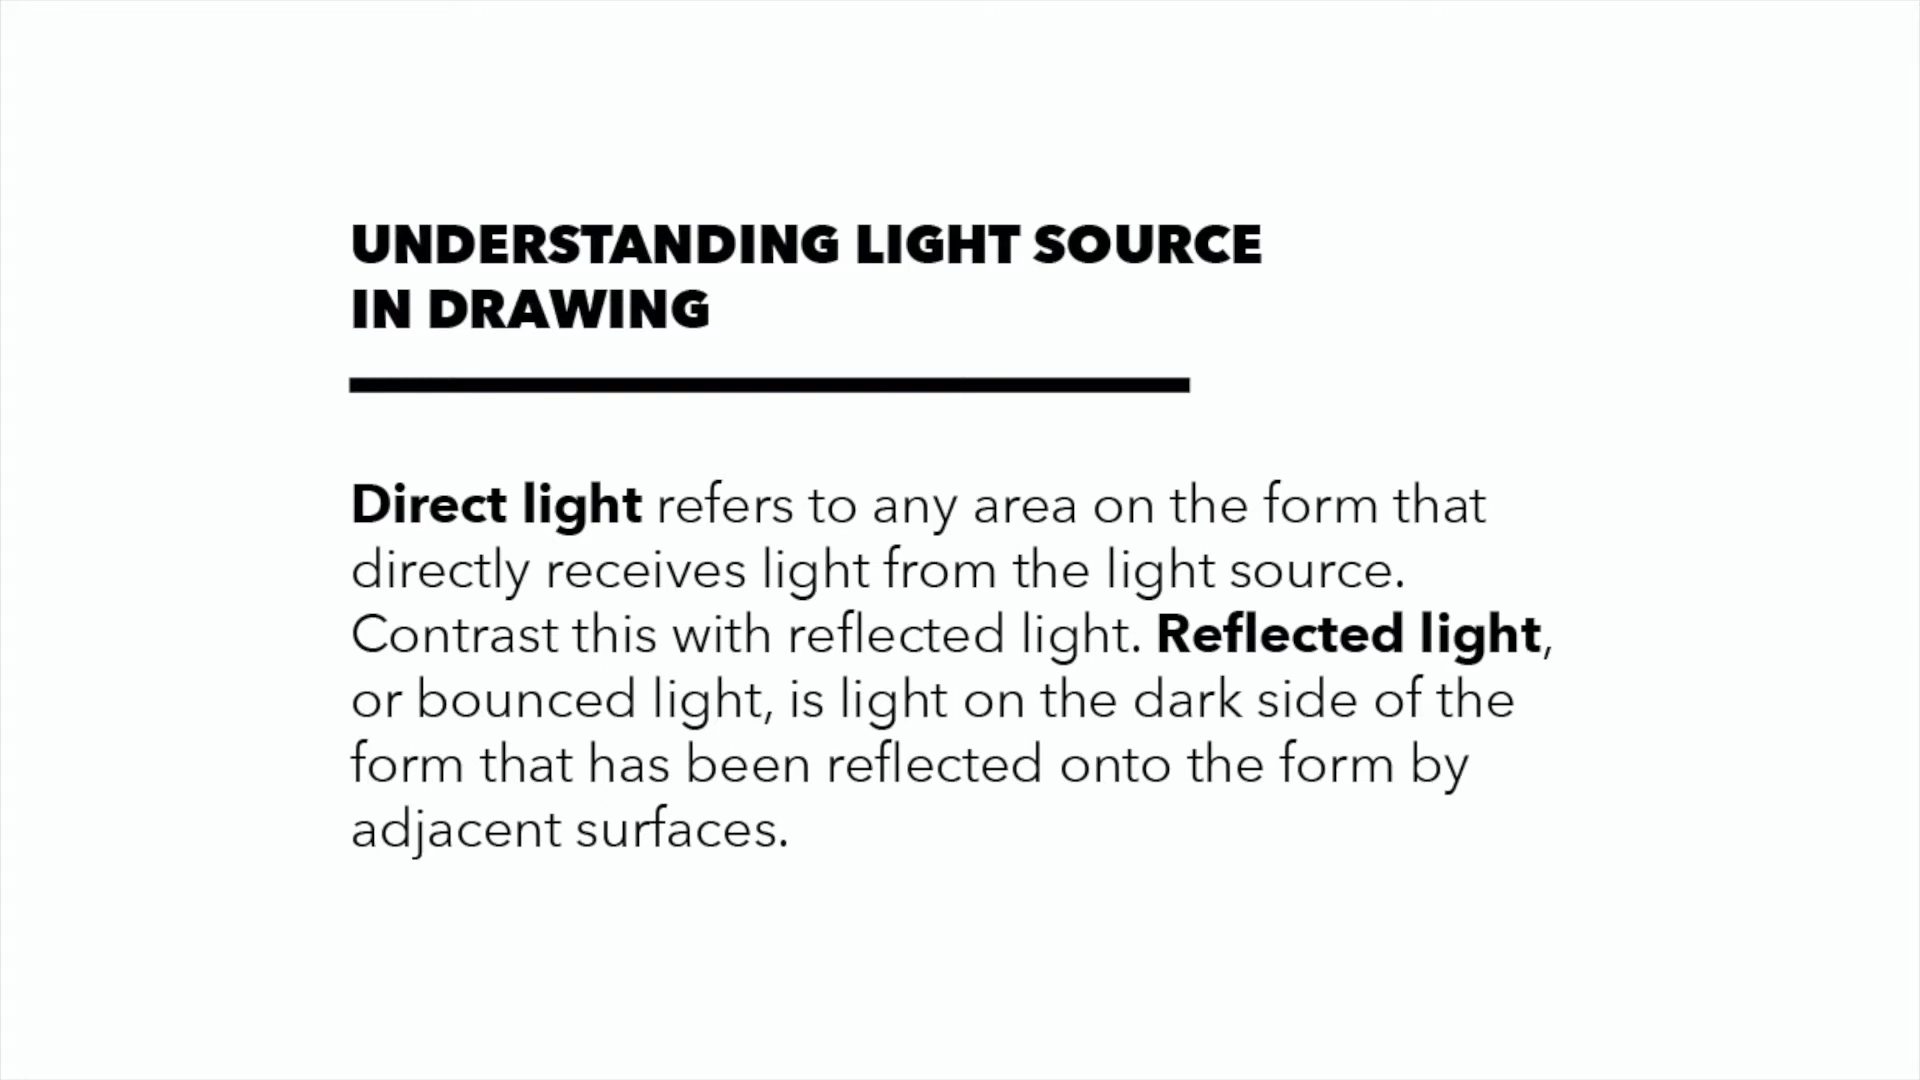 UNDERSTANDING LIGHT SOURCE
IN DRAWING
Direct light refers to any area on the form that
directly receives light from the light source.
Contrast this with reflected light. Reflected light,
or bounced light, is light on the dark side of the
form that has been reflected onto the form by
adjacent surfaces.